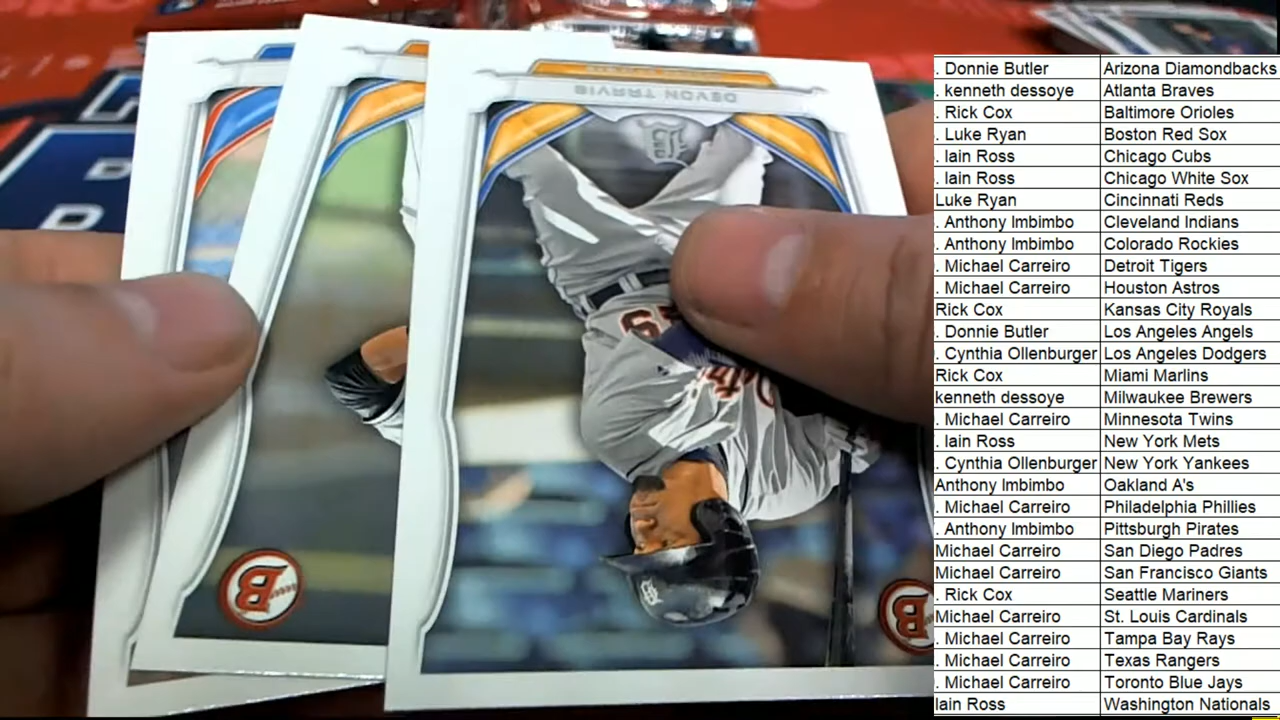 DEVON TRAVIS
B
B
. Donnie Butler Arizona Diamondbacks
. kenneth dessoye Atlanta Braves
. Rick Cox Baltimore Orioles
. Luke Ryan Boston Red Sox
. Iain Ross Chicago Cubs
. Iain Ross Chicago White Sox
Luke Ryan Cincinnati Reds
. Anthony Imbimbo Cleveland Indians
. Anthony Imbimbo Colorado Rockies
. Michael Carreiro Detroit Tigers
. Michael Carreiro Houston Astros
Rick Cox Kansas City Royals
. Donnie Butler Los Angeles Angels
. Cynthia Ollenburger Los Angeles Dodgers
Rick Cox Miami Marlins
kenneth dessoye Milwaukee Brewers
. Michael Carreiro Minnesota Twins
. Iain Ross New York Mets
. Cynthia Ollenburger New York Yankees
Anthony Imbimbo Oakland A's
. Michael Carreiro Philadelphia Phillies
. Anthony Imbimbo Pittsburgh Pirates
Michael Carreiro San Diego Padres
Michael Carreiro San Francisco Giants
. Rick Cox Seattle Mariners
Michael Carreiro St. Louis Cardinals
. Michael Carreiro Tampa Bay Rays
. Michael Carreiro Texas Rangers
. Michael Carreiro Toronto Blue Jays
Iain Ross Washington Nationals